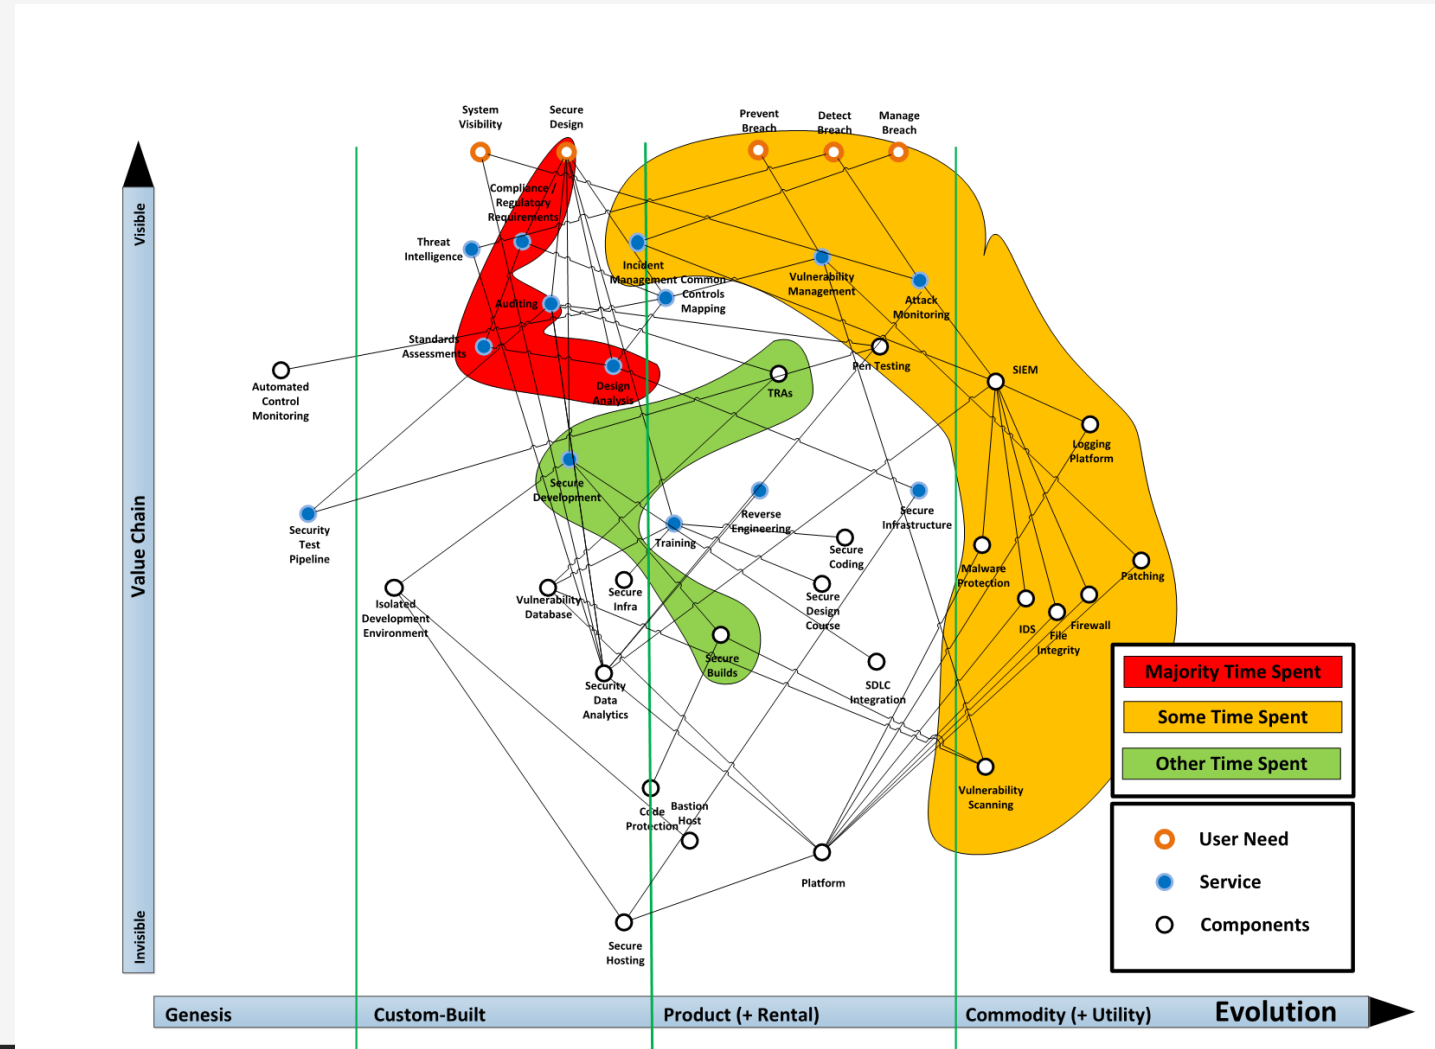 System
Visibility
Secure
Design
Prevent
Breach
Detect
Breach
Manage
Breach
Compliance /
Regulatory
Requirements
Threat
Intelligence
Incident
Management
Common
Controls
Mapping
Vulnerability
Management
Attack
Monitoring
Auditing
Standards
Assessments
Design
Analysis
Pen Testing
SIEM
TRAs
Automated
Control
Monitoring
Logging
Platform
Secure
Development
Security
Test
Pipeline
Reverse
Engineering
Secure
Infrastructure
Training
Secure
Coding
Malware
Protection
Patching
Isolated
Development
Environment
Vulnerability
Database
Secure
Infra
Secure
Design
Course
IDS
File
Integrity
Firewall
Secure
Builds
Security
Data
Analytics
SDLC
Integration
Vulnerability
Scanning
Code
Protection
Bastion
Host
Platform
Secure
Hosting
Majority Time Spent
Some Time Spent
Other Time Spent
User Need
Service
Components
Visible
Value Chain
Invisible
Genesis
Custom-Built
Product (+ Rental)
Commodity (+ Utility)
Evolution